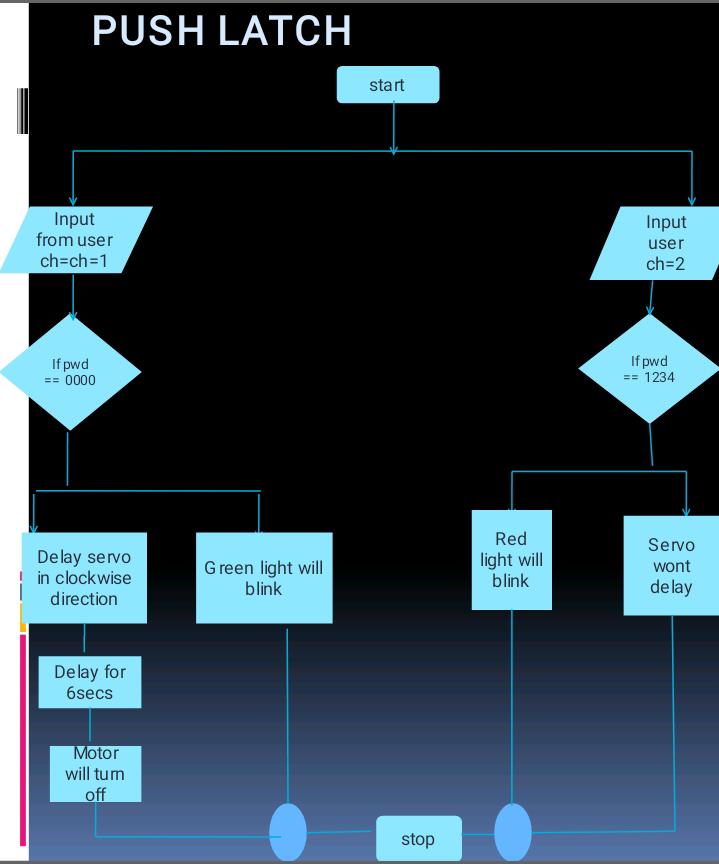 PUSH LATCH
start
Input
from user
ch=ch=1
Input
user
ch=2
If pwd
== 0000
If pwd
== 1234
Delay servo
in clockwise
direction
Green light will
blink
Red
light will
blink
Servo
wont
delay
Delay for
6secs
Motor
will turn
off
stop